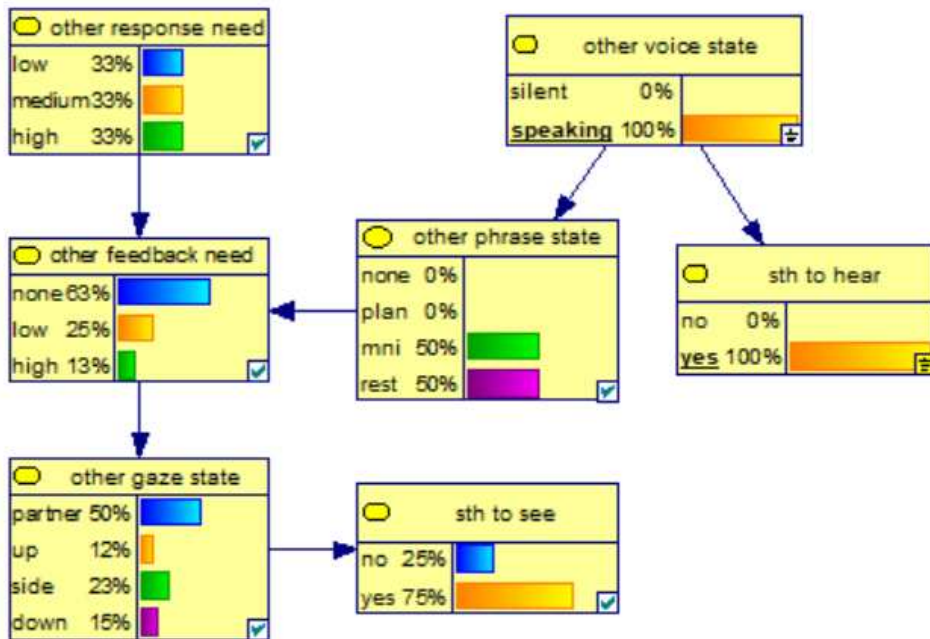 other response need
low 33%
medium 33%
high 33%
other voice state
silent 0%
speaking 100%
other feedback need
none 63%
low 25%
high 13%
other phrase state
none 0%
plan 0%
mni 50%
rest 50%
sth to hear
no 0%
yes 100%
other gaze state
partner 50%
up 12%
side 23%
down 15%
sth to see
no 25%
yes 75%